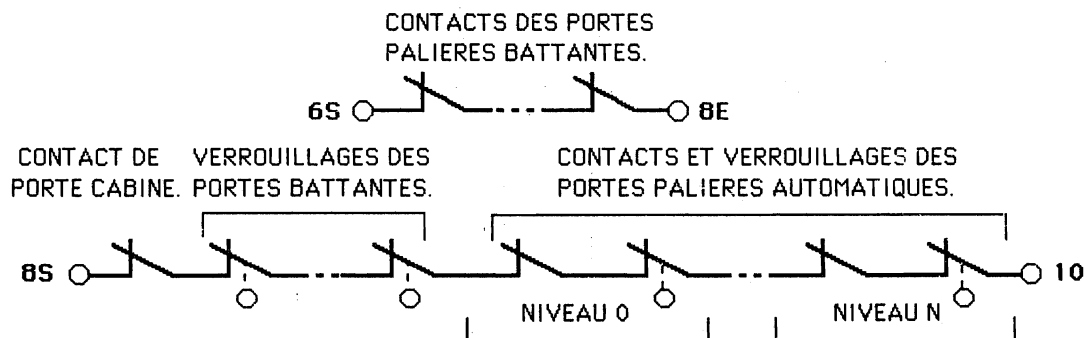 CONTACTS DES PORTES
PALIERES BATTANTES.
6S 8E
CONTACT DE
PORTE CABINE.
VERROUILLAGES DES
PORTES BATTANTES.
CONTACTS ET VERROUILLAGES DES
PORTES PALIERES AUTOMATIQUES.
8S 10
NIVEAU 0 NIVEAU N